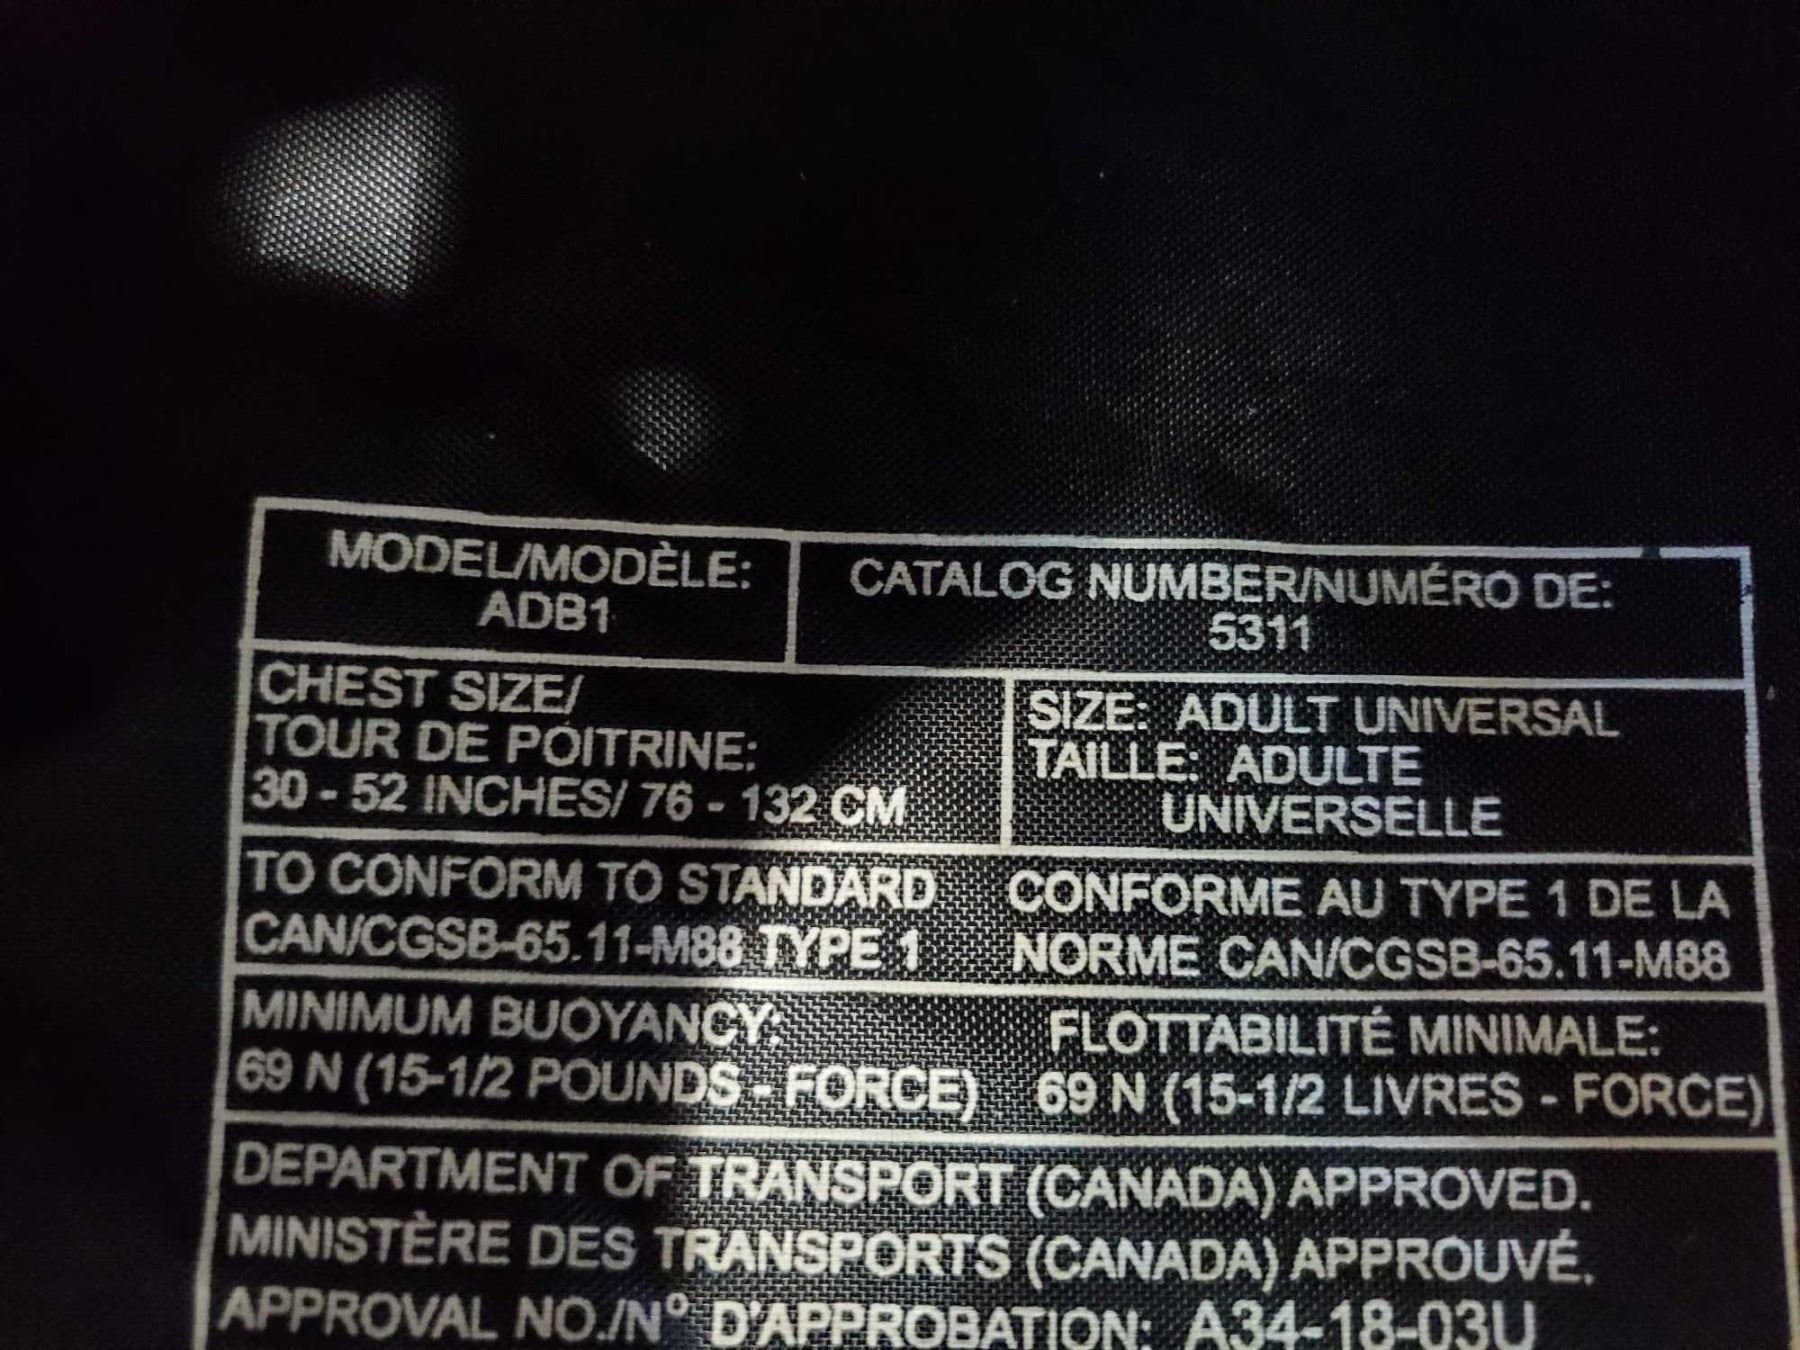 MODEL/MODÈLE:
ADB1
CATALOG NUMBER/NUMÉRO DE:
5311
CHEST SIZE/
TOUR DE POITRINE:
30 - 52 INCHES/ 76 - 132 CM
SIZE: ADULT UNIVERSAL
TAILLE: ADULTE
UNIVERSELLE
TO CONFORM TO STANDARD
CAN/CGSB-65.11-M88 TYPE 1
CONFORME AU TYPE 1 DE LA
NORME CAN/CGSB-65.11-M88
MINIMUM BUOYANCY:
69 N (15-1/2 POUNDS - FORCE)
FLOTTABILITÉ MINIMALE:
69 N (15-1/2 LIVRES - FORCE)
DEPARTMENT OF TRANSPORT (CANADA) APPROVED.
MINISTÈRE DES TRANSPORTS (CANADA) APPROUVÉ.
APPROVAL NO./Nº D'APPROBATION: A34-18-03U